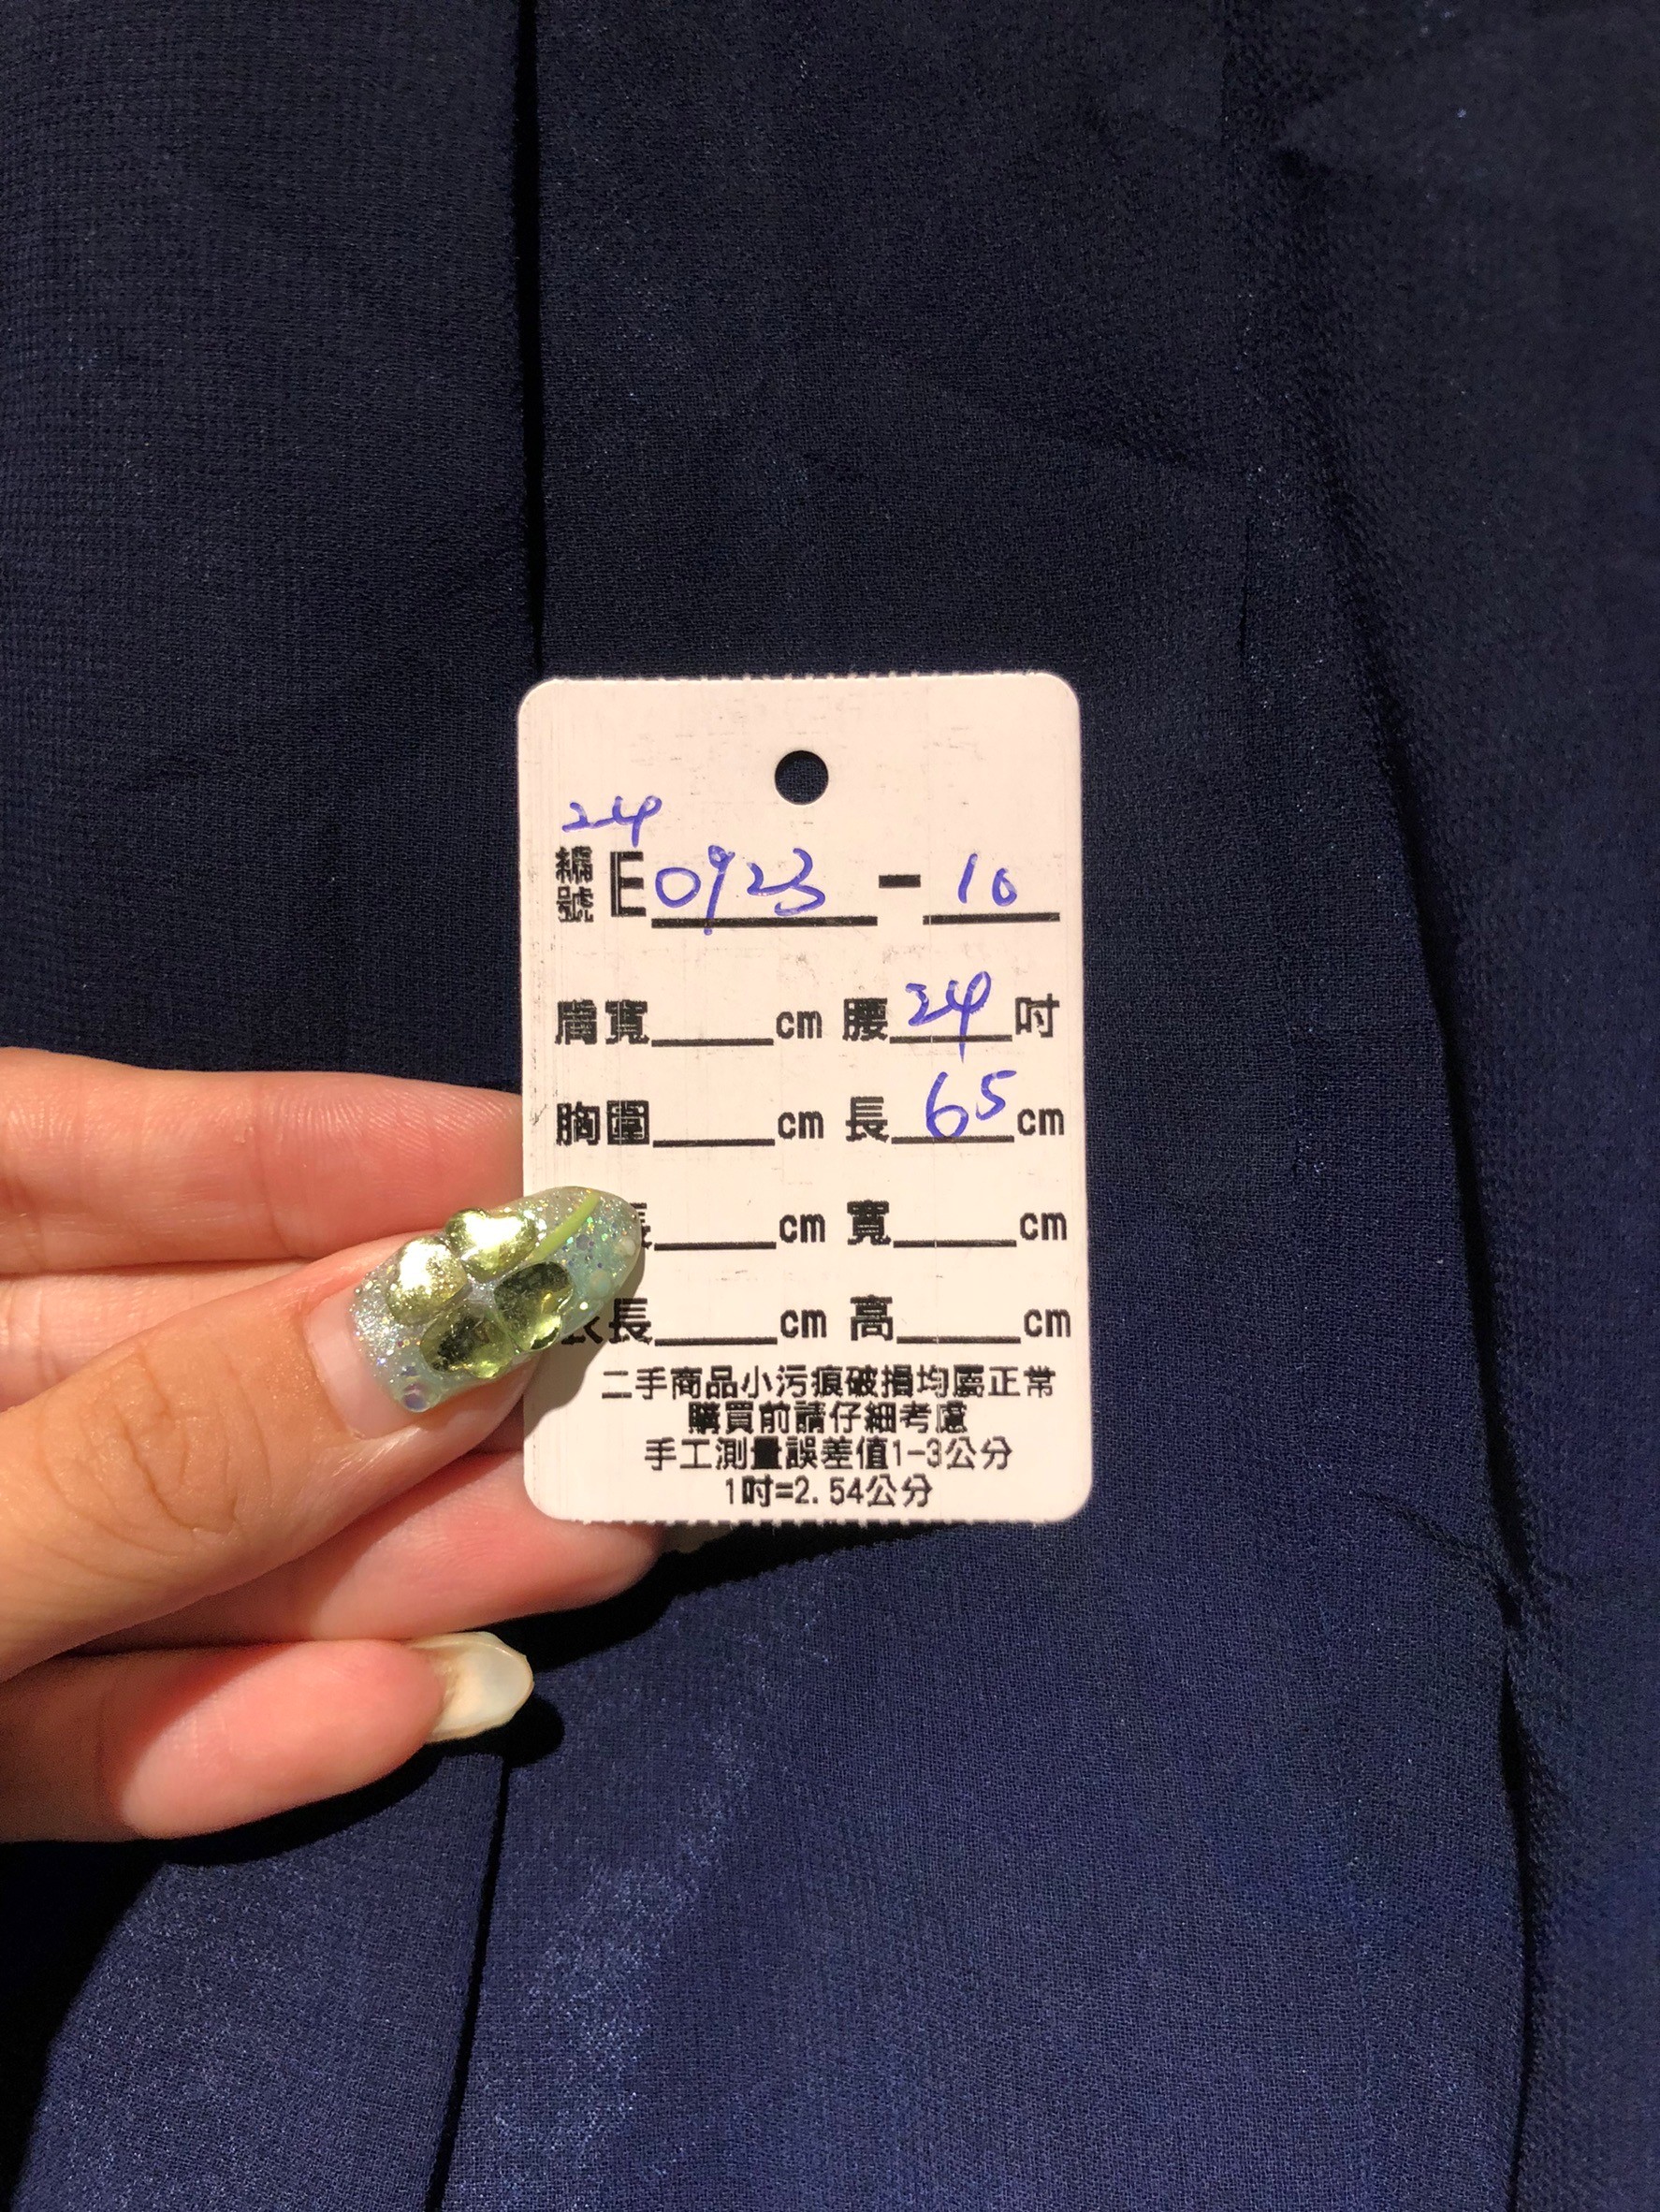 24
編號 E 0923 - 10
肩寬 cm 腰 24 吋
胸圍 cm 長 65 cm
長 cm 寬 cm
衣長 cm 高 cm
二手商品小污痕破損均屬正常
購買前請仔細考慮
手工測量誤差值1-3公分
1吋=2.54公分